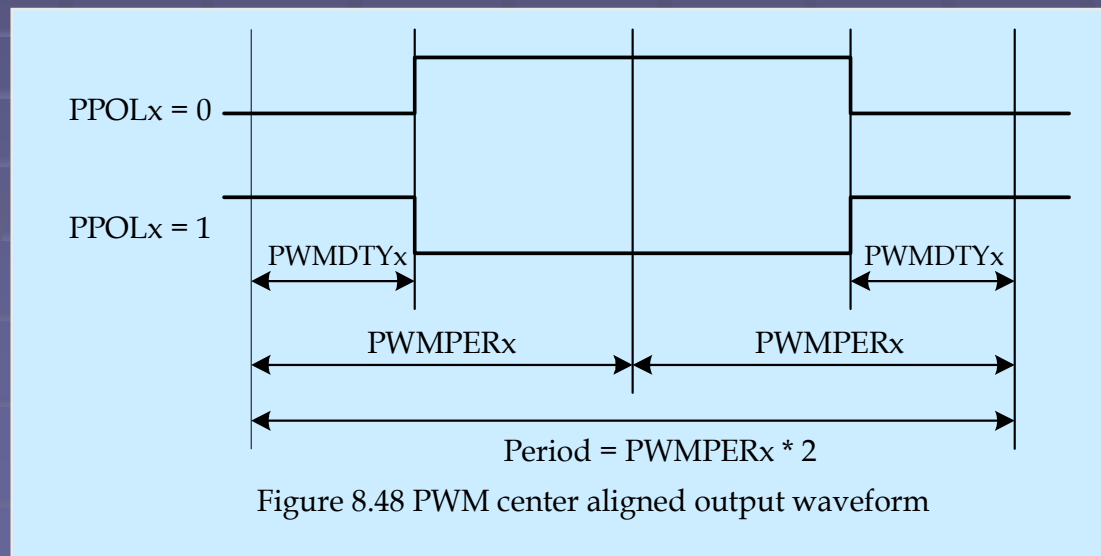 PPOLx = 0
PPOLx = 1
PWMDTYx
PWMDTYx
PWMPERx
PWMPERx
Period = PWMPERx * 2
Figure 8.48 PWM center aligned output waveform